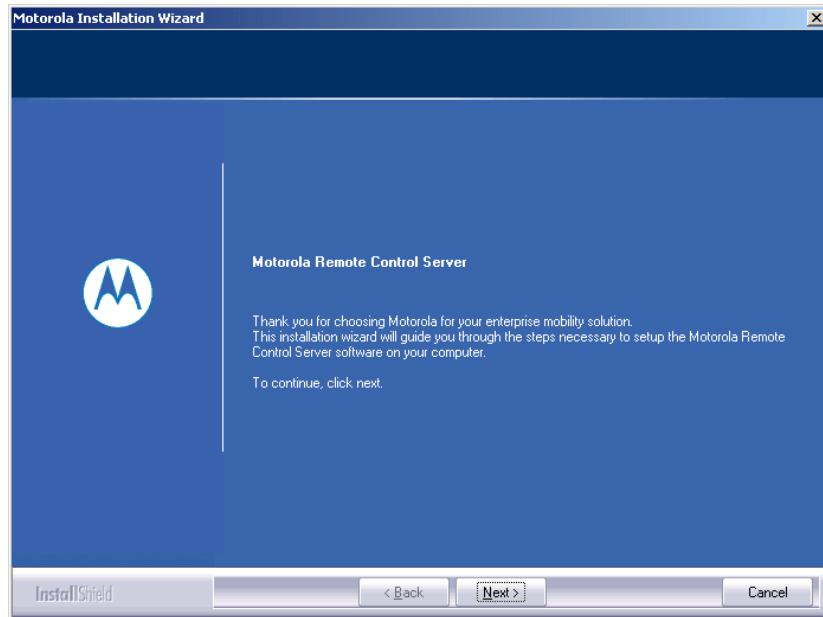 Motorola Installation Wizard
Motorola Remote Control Server
Thank you for choosing Motorola for your enterprise mobility solution.
This installation wizard will guide you through the steps necessary to setup the Motorola Remote
Control Server software on your computer.
To continue, click next.
InstallShield
< Back Next > Cancel